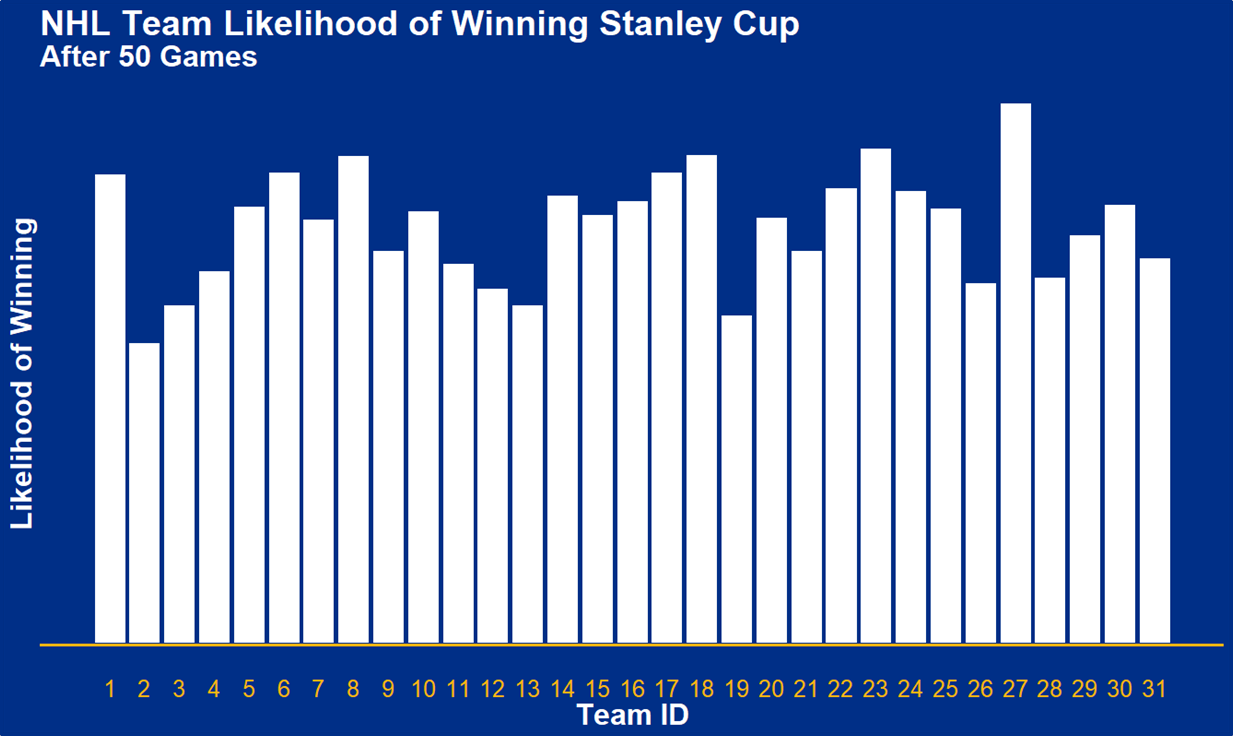 NHL Team Likelihood of Winning Stanley Cup
After 50 Games
Likelihood of Winning
1 2 3 4 5 6 7 8 9 10 11 12 13 14 15 16 17 18 19 20 21 22 23 24 25 26 27 28 29 30 31
Team ID